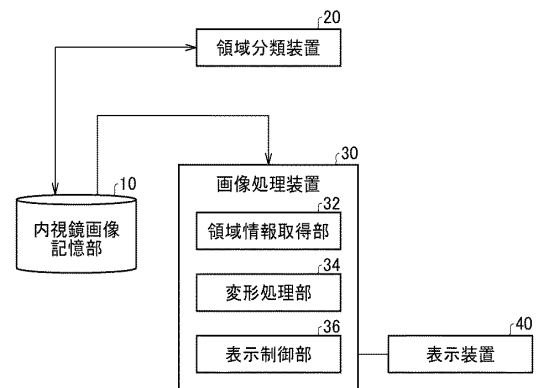 20
領域分類装置
10
内視鏡画像
記憶部
30
画像処理装置
32
領域情報取得部
34
変形処理部
36
表示制御部
40
表示装置